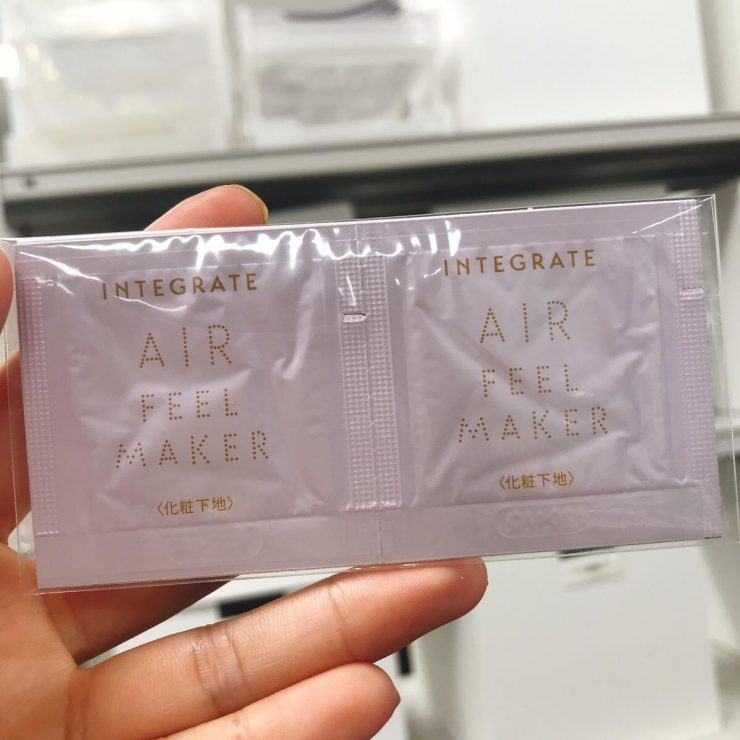 INTEGRATE
AIR
FEEL
MAKER
〈化粧下地〉
INTEGRATE
AIR
FEEL
MAKER
〈化粧下地〉